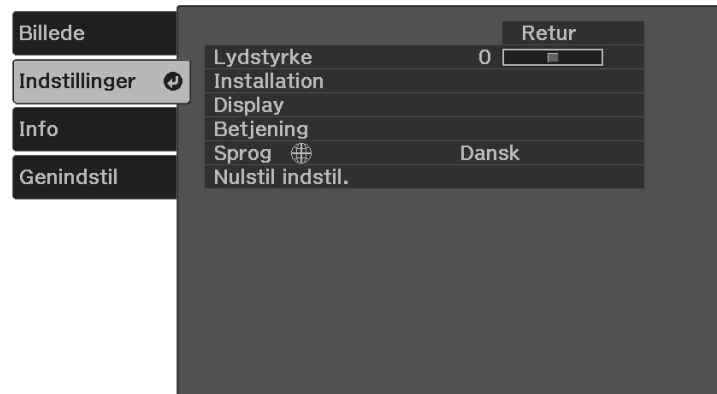 Billede
Indstillinger
Info
Genindstil
Retur
Lydstyrke 0
Installation
Display
Betjening
Sprog Dansk
Nulstil indstil.